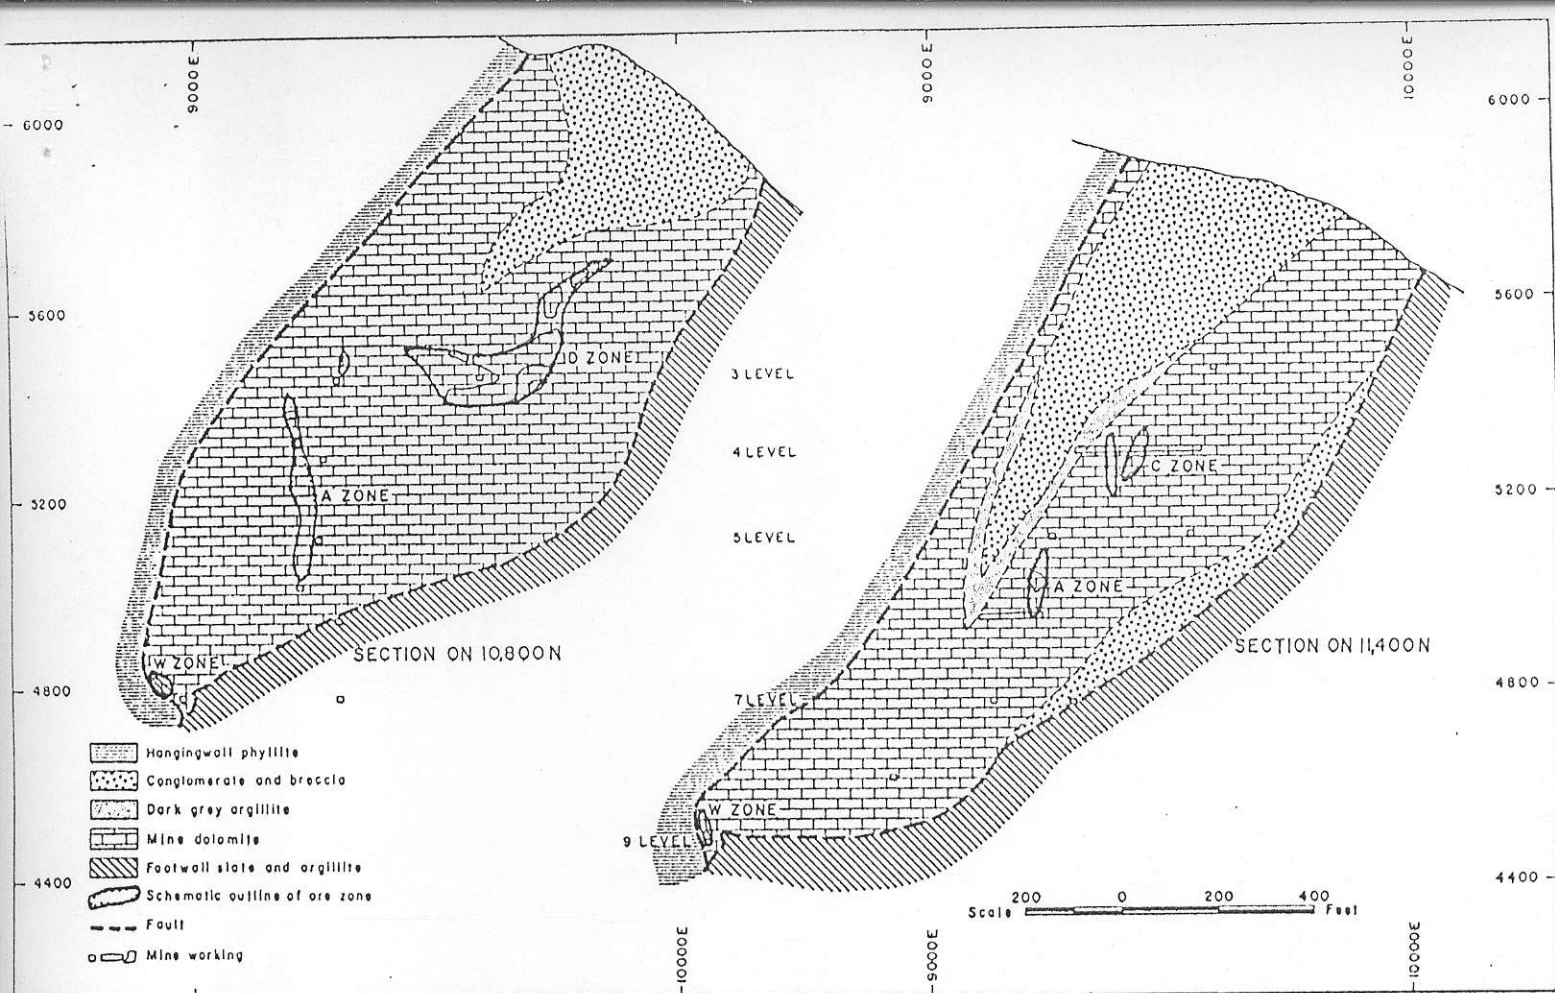 9000E
9000E
10000E
6000
6000
5600
5600
D ZONE
3 LEVEL
4 LEVEL
C ZONE
A ZONE
5200
5200
5 LEVEL
A ZONE
SECTION ON 10,800N
SECTION ON 11,400N
W ZONE
4800
7 LEVEL
4800
Hangingwall phyllite
Conglomerate and breccia
Dark grey argillite
Mine dolomite
W ZONE
9 LEVEL
Footwall slate and argillite
4400
4400
Schematic outline of ore zone
Scale 200 0 200 400 Feet
Fault
Mine working
10000E
9000E
10000E